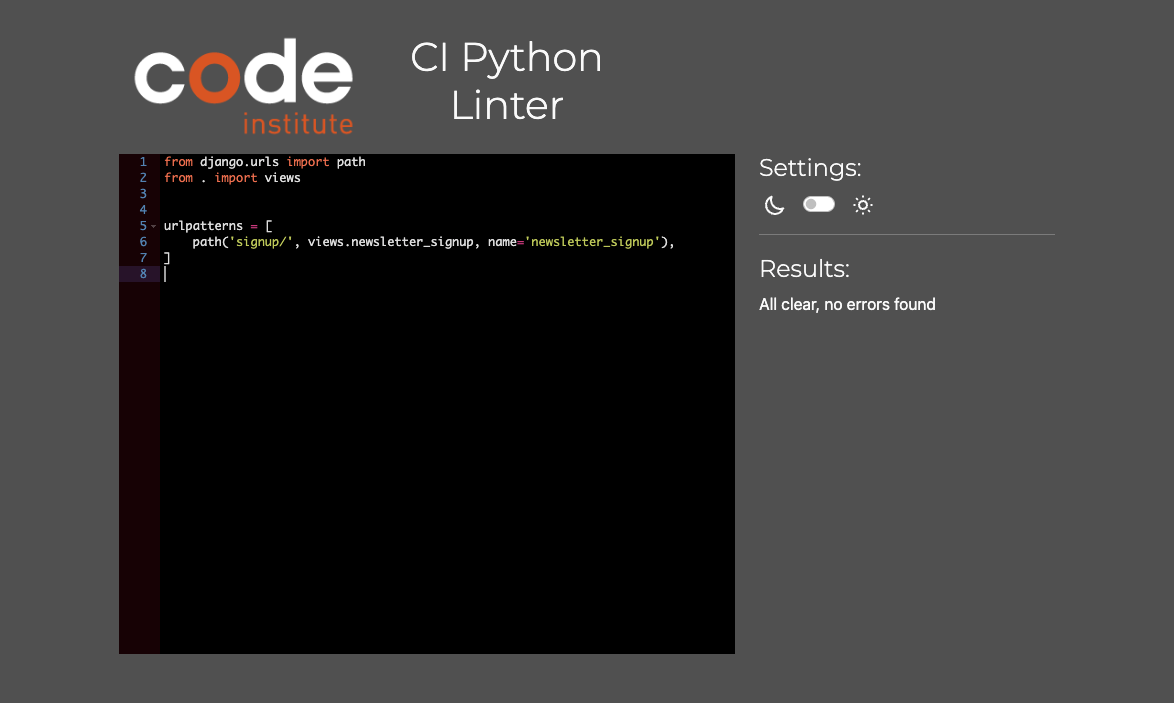 code
institute
CI Python
Linter
1 from django.urls import path
2 from . import views
3
4
5 urlpatterns = [
6     path('signup/', views.newsletter_signup, name='newsletter_signup'),
7 ]
8
Settings:
Results:
All clear, no errors found